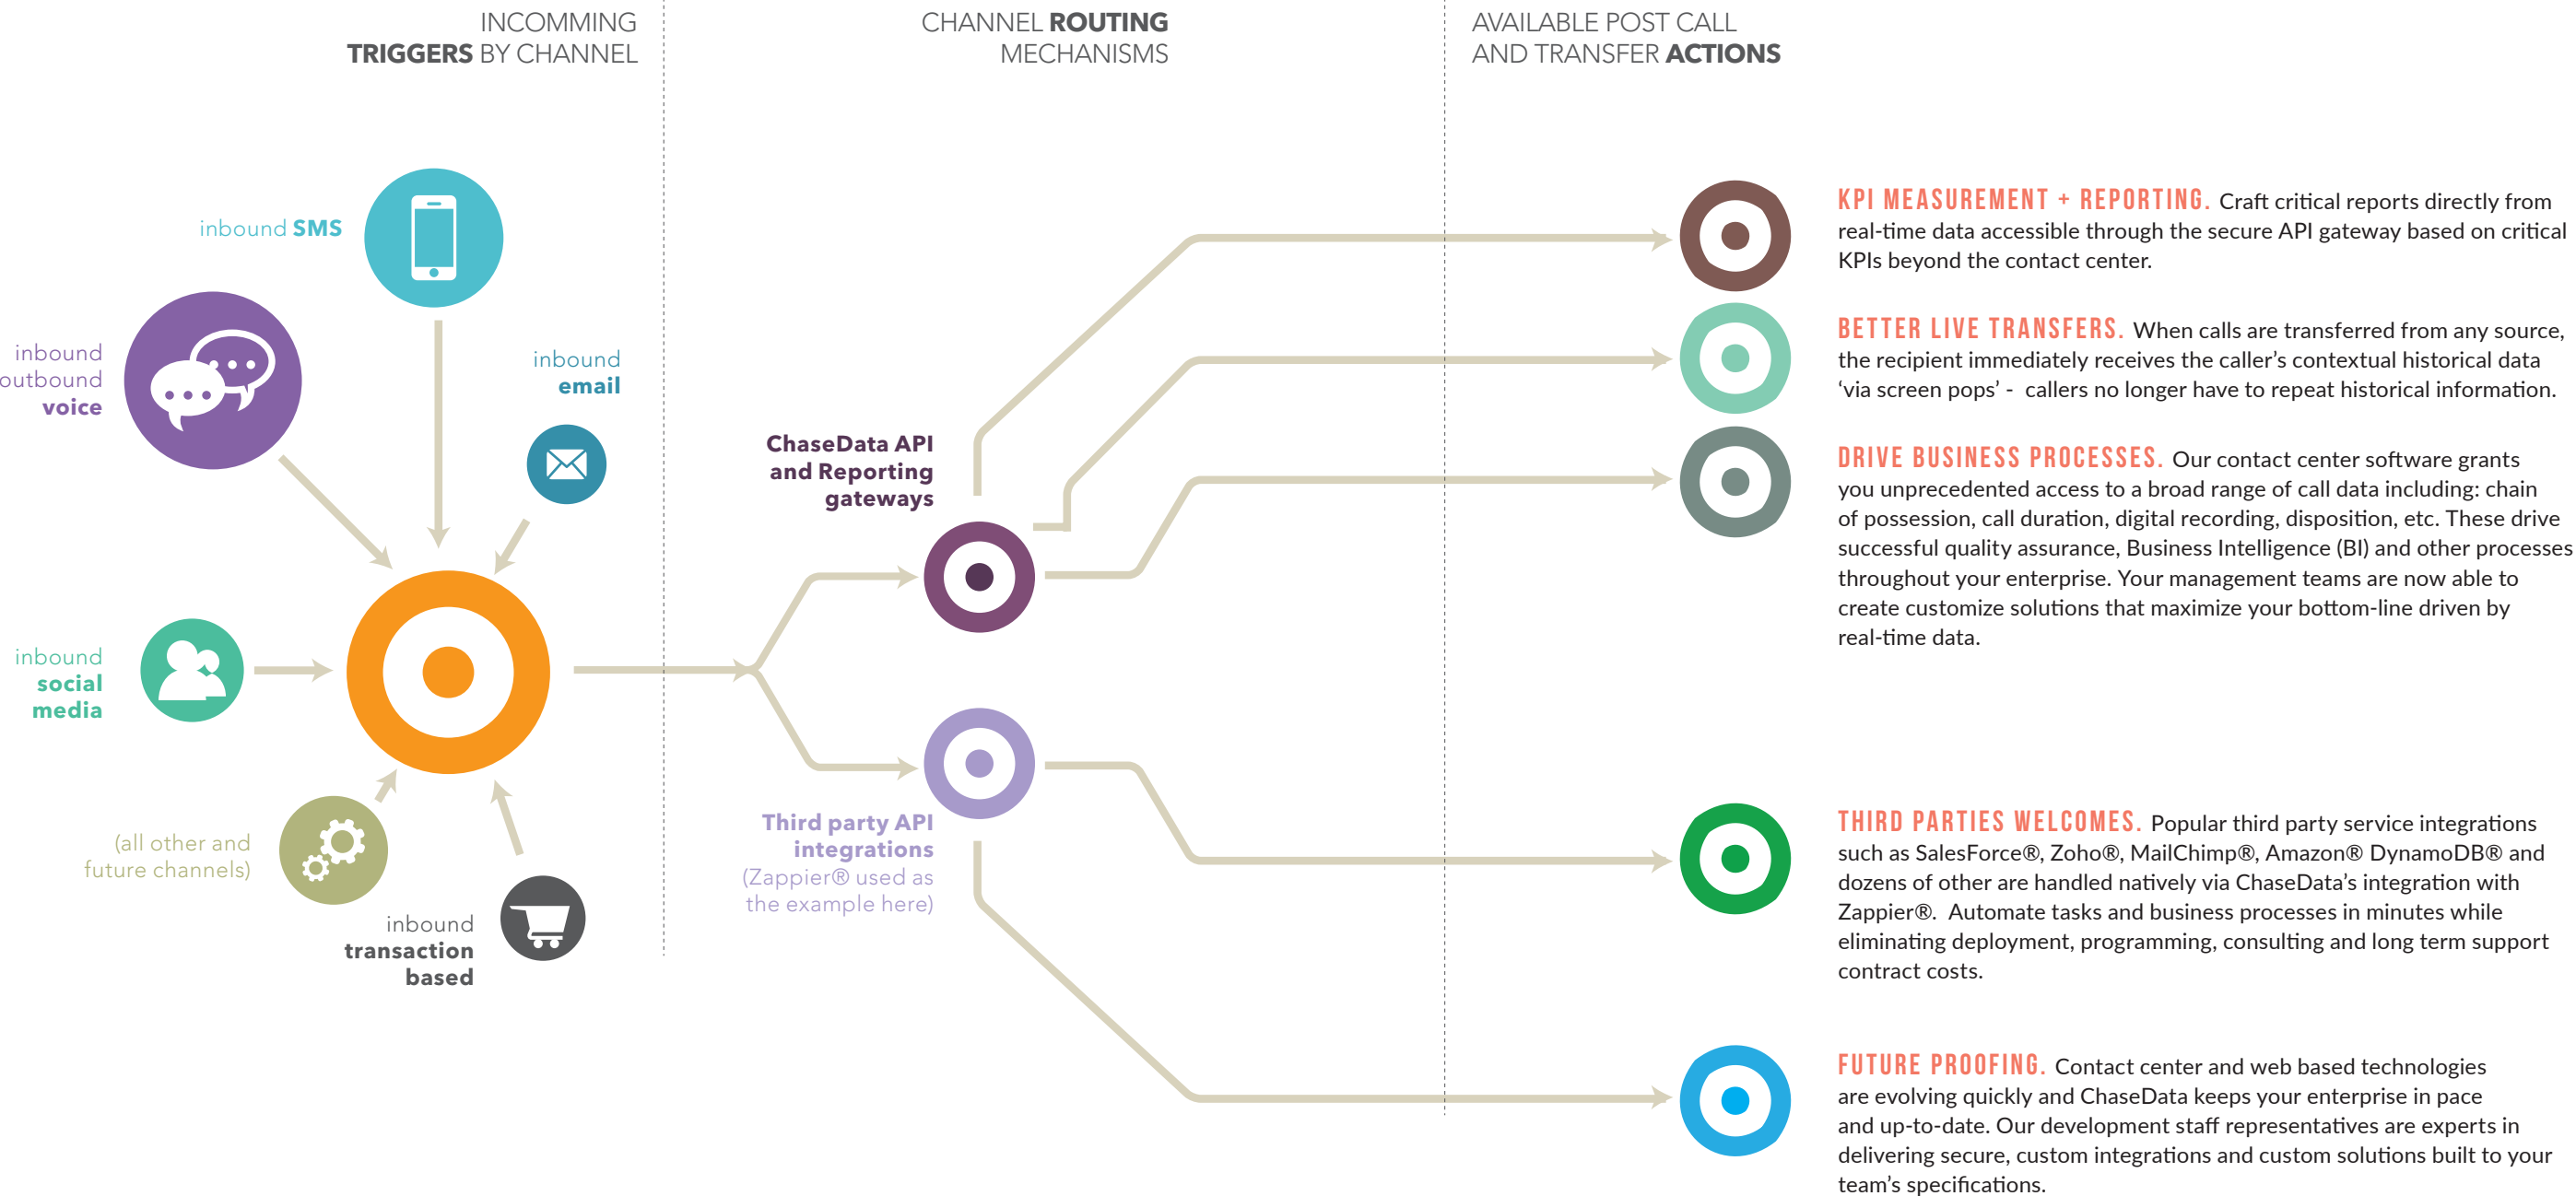 INCOMMING
TRIGGERS BY CHANNEL
CHANNEL ROUTING
MECHANISMS
AVAILABLE POST CALL
AND TRANSFER ACTIONS
inbound SMS
inbound
outbound
voice
inbound
email
inbound
social
media
(all other and
future channels)
inbound
transaction
based
ChaseData API
and Reporting
gateways
Third party API
integrations
(Zappier® used as
the example here)
KPI MEASUREMENT + REPORTING. Craft critical reports directly from
real-time data accessible through the secure API gateway based on critical
KPIs beyond the contact center.
BETTER LIVE TRANSFERS. When calls are transferred from any source,
the recipient immediately receives the caller’s contextual historical data
‘via screen pops’ - callers no longer have to repeat historical information.
DRIVE BUSINESS PROCESSES. Our contact center software grants
you unprecedented access to a broad range of call data including: chain
of possession, call duration, digital recording, disposition, etc. These drive
successful quality assurance, Business Intelligence (BI) and other processes
throughout your enterprise. Your management teams are now able to
create customize solutions that maximize your bottom-line driven by
real-time data.
THIRD PARTIES WELCOMES. Popular third party service integrations
such as SalesForce®, Zoho®, MailChimp®, Amazon® DynamoDB® and
dozens of other are handled natively via ChaseData’s integration with
Zappier®. Automate tasks and business processes in minutes while
eliminating deployment, programming, consulting and long term support
contract costs.
FUTURE PROOFING. Contact center and web based technologies
are evolving quickly and ChaseData keeps your enterprise in pace
and up-to-date. Our development staff representatives are experts in
delivering secure, custom integrations and custom solutions built to your
team’s specifications.